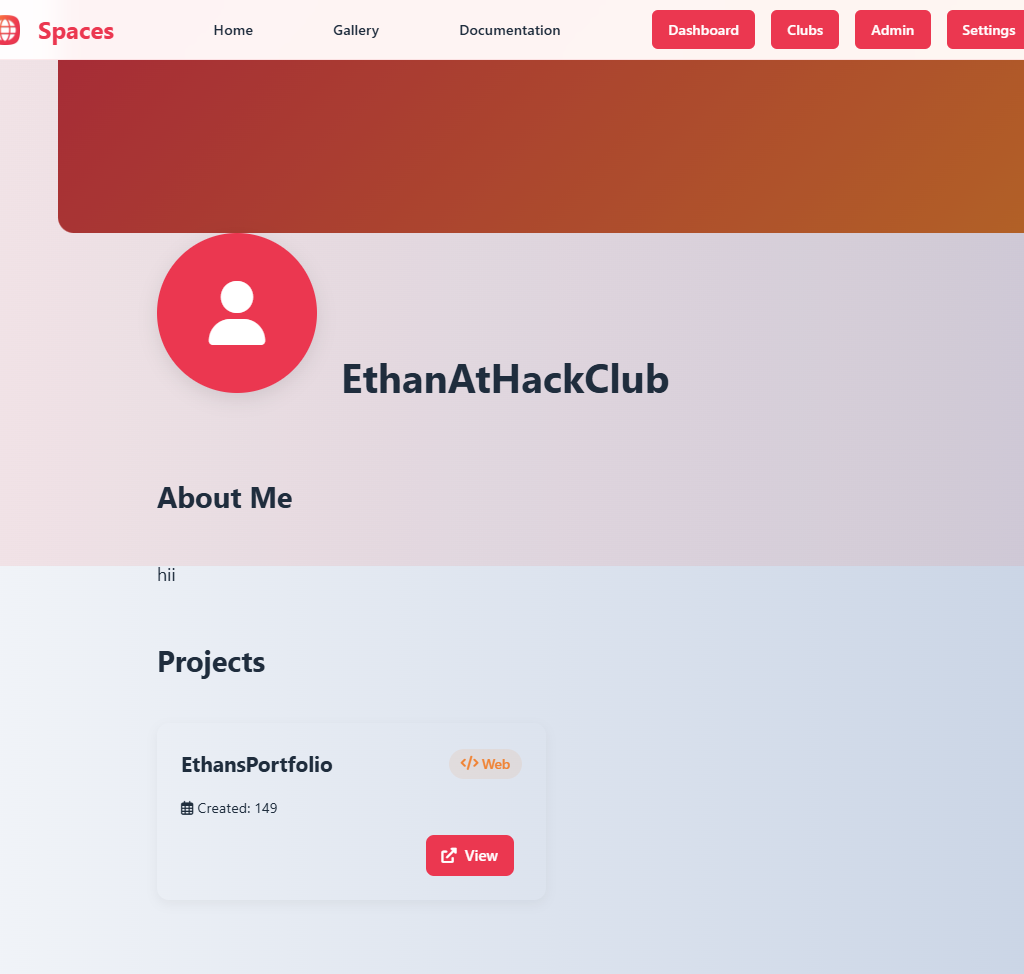 Spaces
Home
Gallery
Documentation
Dashboard
Clubs
Admin
Settings
EthanAtHackClub
About Me
hii
Projects
EthansPortfolio
Web
Created: 149
View